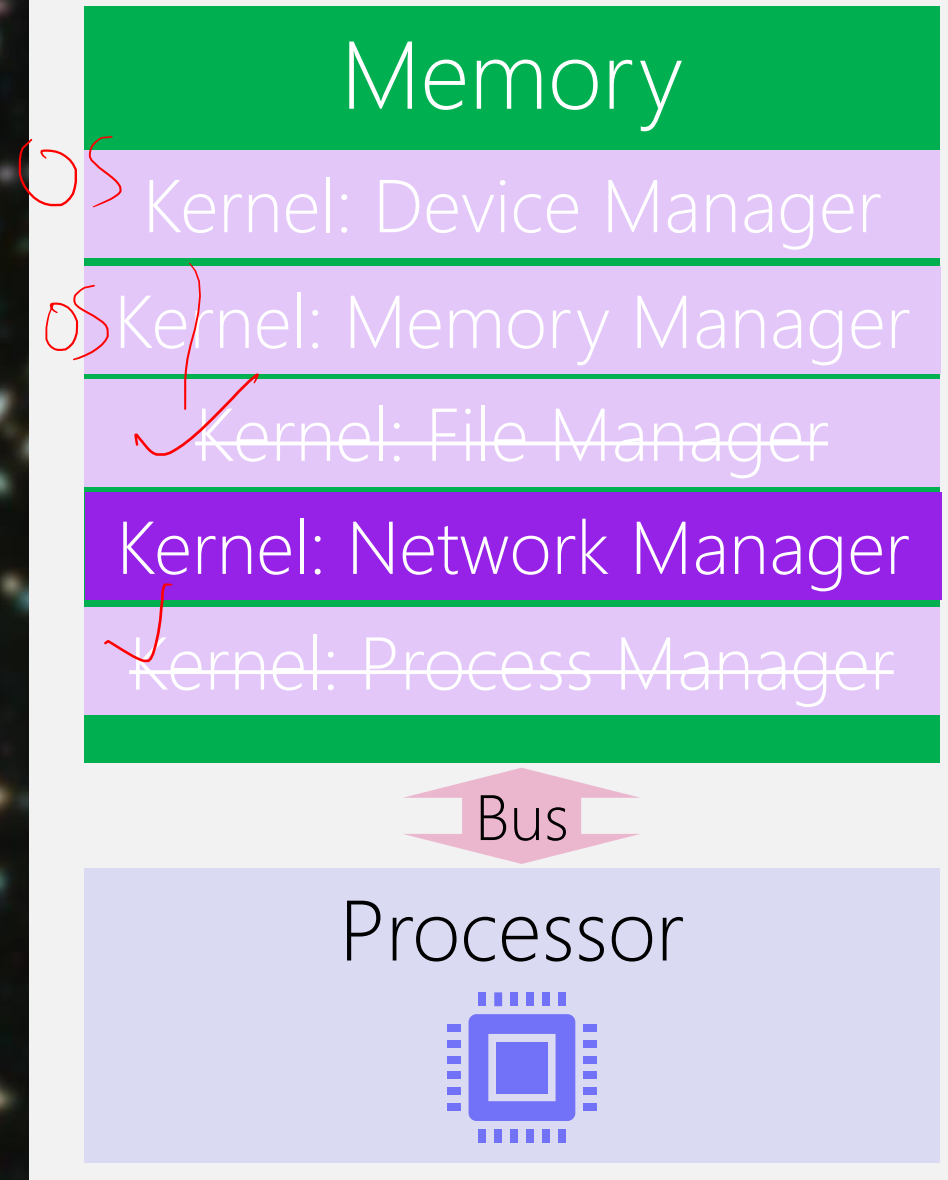 Memory
OS
Kernel: Device Manager
OS
Kernel: Memory Manager
Kernel: File Manager
Kernel: Network Manager
Kernel: Process Manager
Bus
Processor